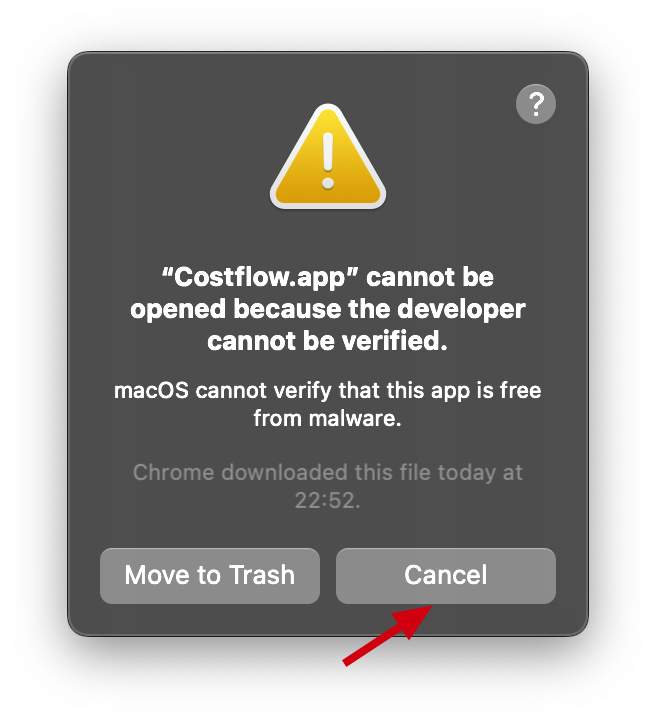 ?
“Costflow.app” cannot be
opened because the developer
cannot be verified.
macOS cannot verify that this app is free
from malware.
Chrome downloaded this file today at
22:52.
Move to Trash
Cancel